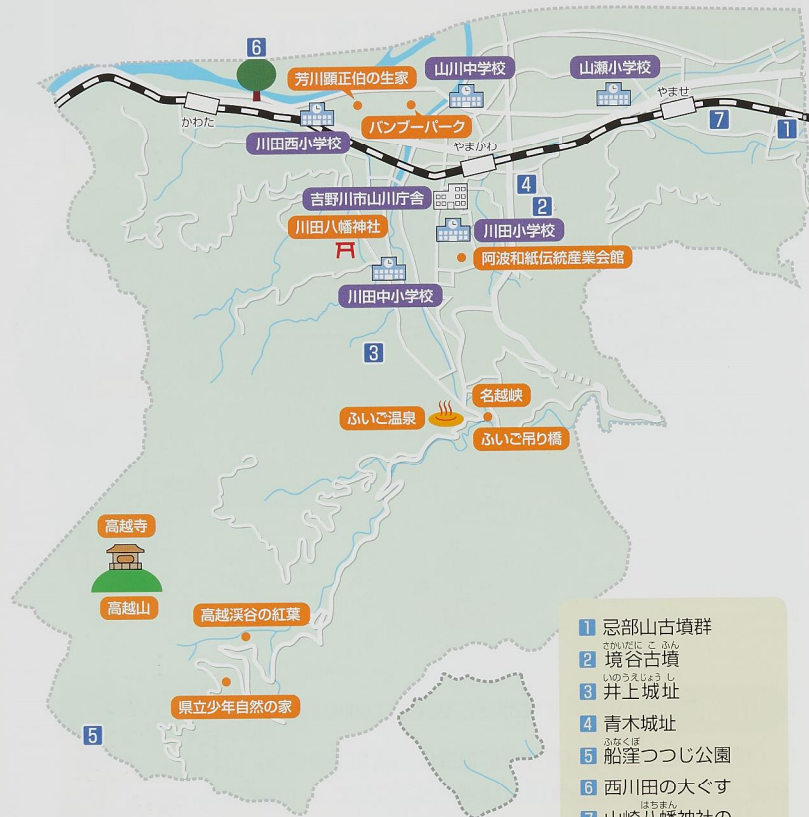 6
芳川顕正伯の生家
山川中学校
山瀬小学校
やませ
かわた
バンブーパーク
7
1
川田西小学校
やまかわ
4
吉野川市山川庁舎
2
川田八幡神社
川田小学校
阿波和紙伝統産業会館
川田中小学校
3
名越峡
ふいご温泉
ふいご吊り橋
高越寺
高越山
高越渓谷の紅葉
県立少年自然の家
5
1 忌部山古墳群
さかいだに こ ふん
2 境谷古墳
いのうえじょう し
3 井上城址
4 青木城址
ふなくぼ
5 船窪つつじ公園
6 西川田の大ぐす
はちまん
7 山崎八幡神社の